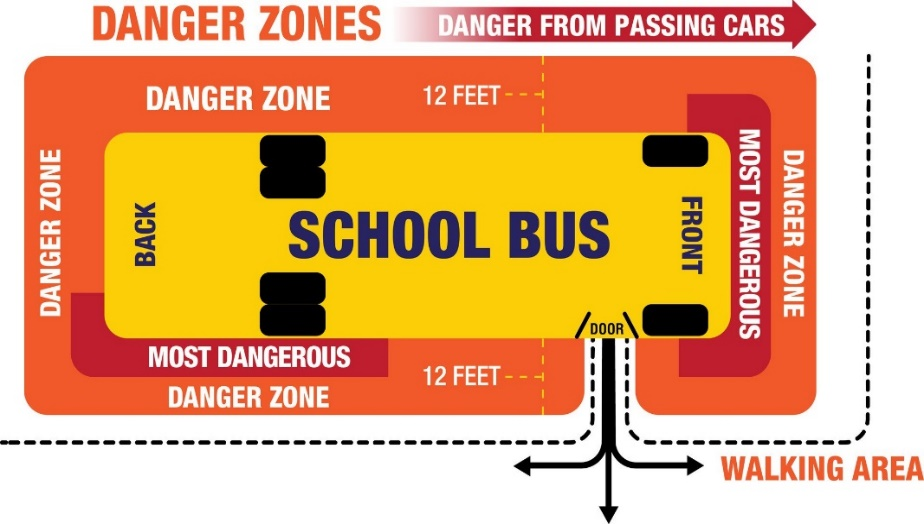 DANGER ZONES
DANGER FROM PASSING CARS
DANGER ZONE
12 FEET
DANGER ZONE
BACK
SCHOOL BUS
FRONT
MOST DANGEROUS
DANGER ZONE
DOOR
MOST DANGEROUS
12 FEET
DANGER ZONE
WALKING AREA